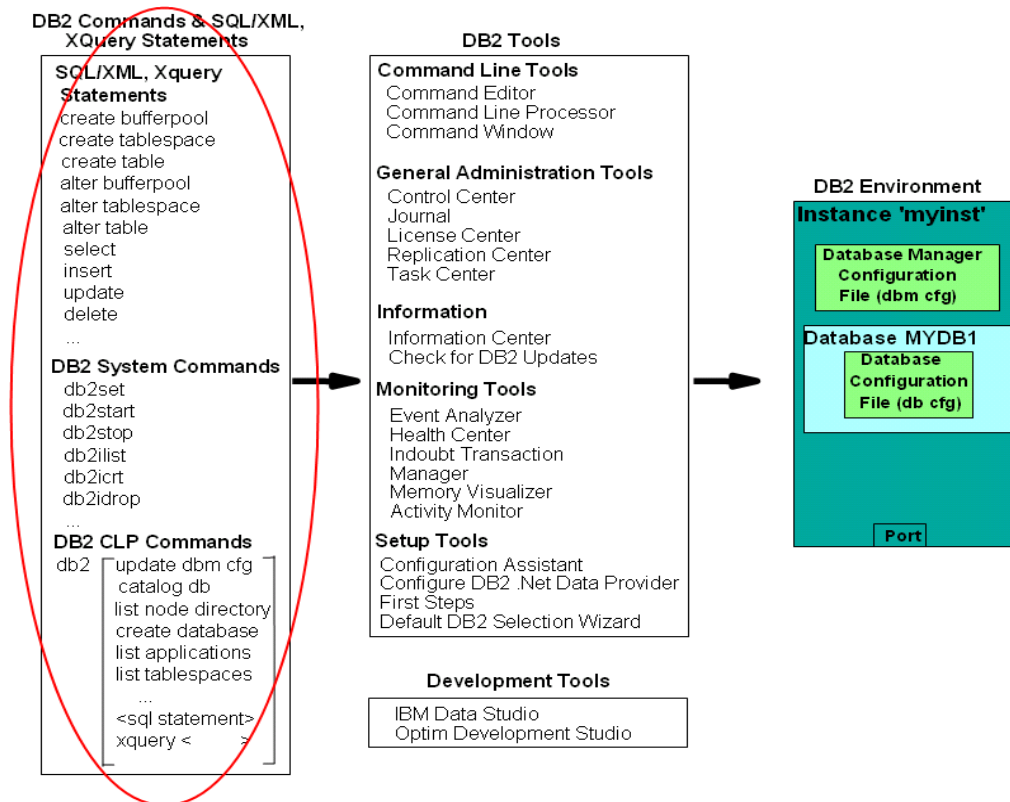 DB2 Commands & SQL/XML,
XQuery Statements
SQL/XML, Xquery
Statements
create bufferpool
create tablespace
create table
alter bufferpool
alter tablespace
alter table
select
insert
update
delete
...
DB2 System Commands
db2set
db2start
db2stop
db2ilist
db2icrt
db2idrop
...
DB2 CLP Commands
db2
update dbm cfg
catalog db
list node directory
create database
list applications
list tablespaces
...
<sql statement>
xquery < >
DB2 Tools
Command Line Tools
Command Editor
Command Line Processor
Command Window
General Administration Tools
Control Center
Journal
License Center
Replication Center
Task Center
Information
Information Center
Check for DB2 Updates
Monitoring Tools
Event Analyzer
Health Center
Indoubt Transaction
Manager
Memory Visualizer
Activity Monitor
Setup Tools
Configuration Assistant
Configure DB2 .Net Data Provider
First Steps
Default DB2 Selection Wizard
Development Tools
IBM Data Studio
Optim Development Studio
DB2 Environment
Instance 'myinst'
Database Manager
Configuration
File (dbm cfg)
Database MYDB1
Database
Configuration
File (db cfg)
Port